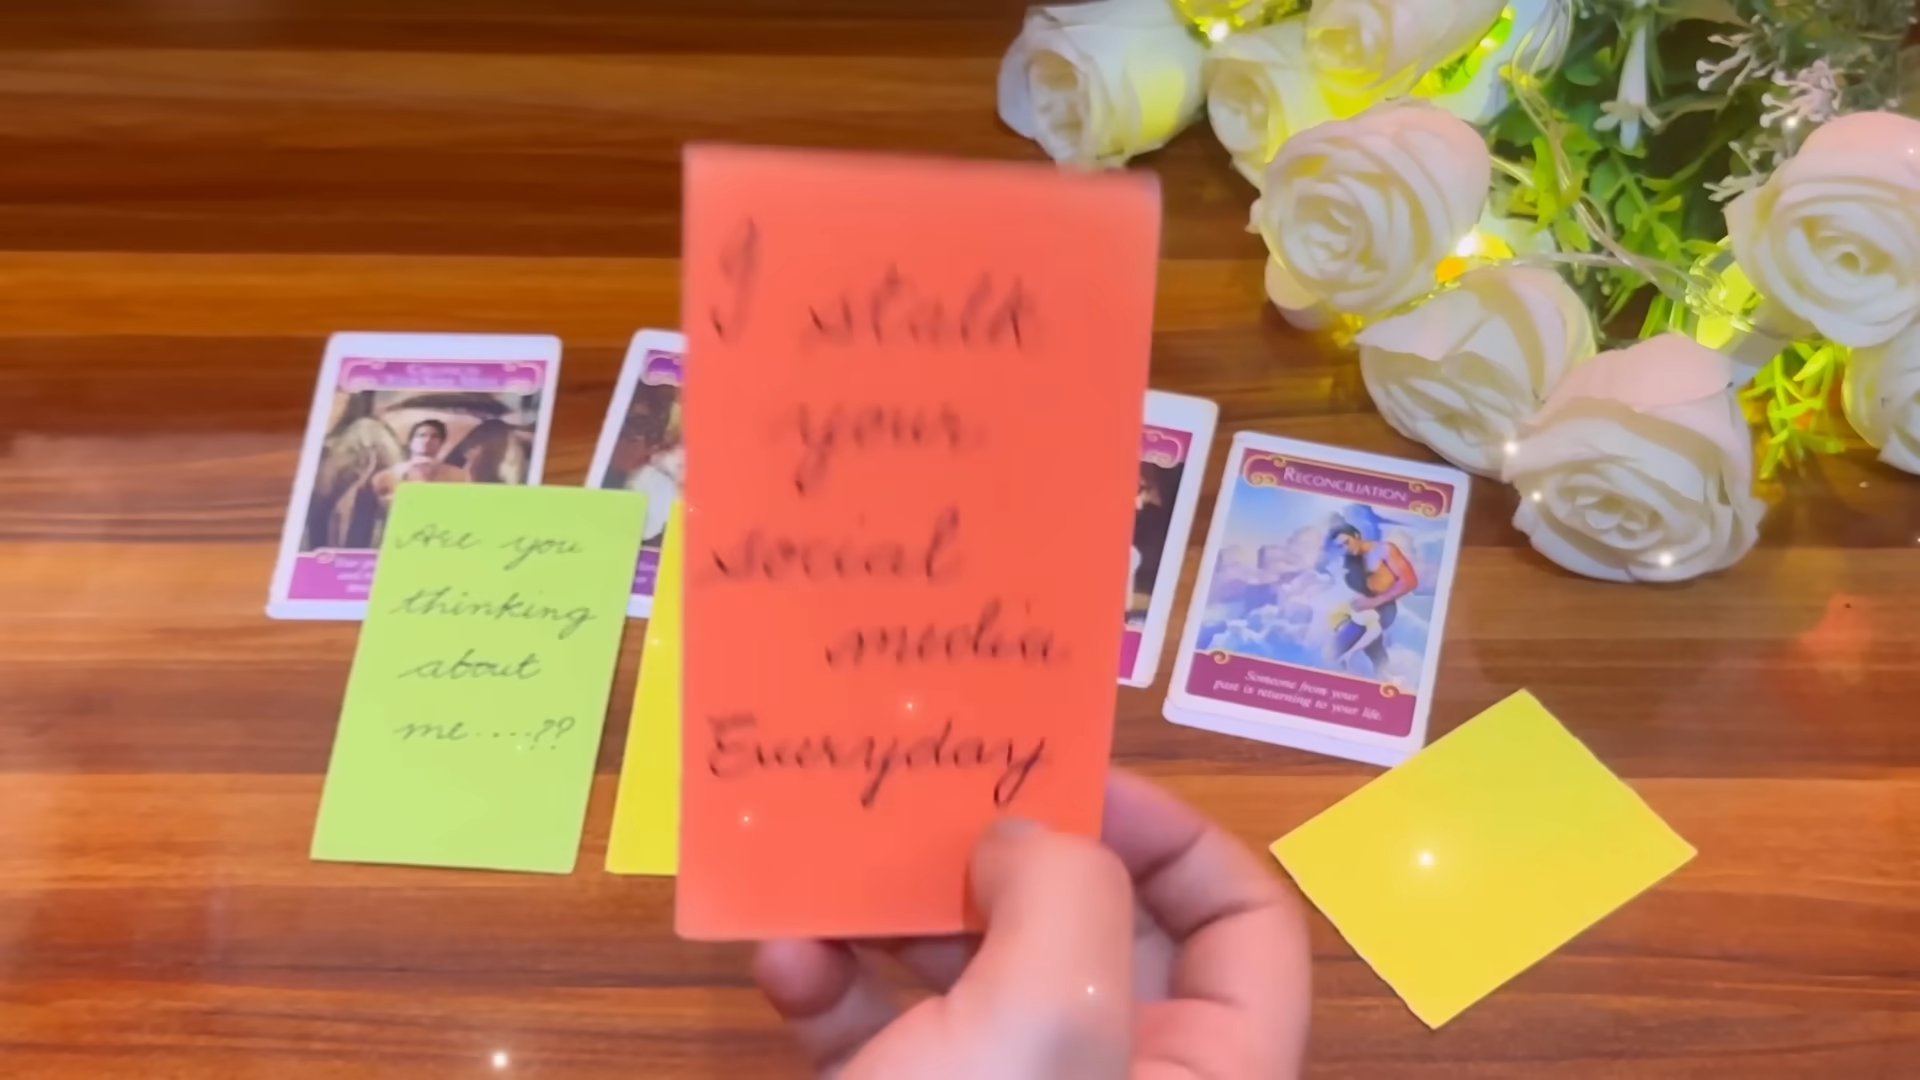 I stalk
your
social
media
Everyday
Are you
thinking
about
me....??
RECONCILIATION
Someone from your
past is returning to your life.